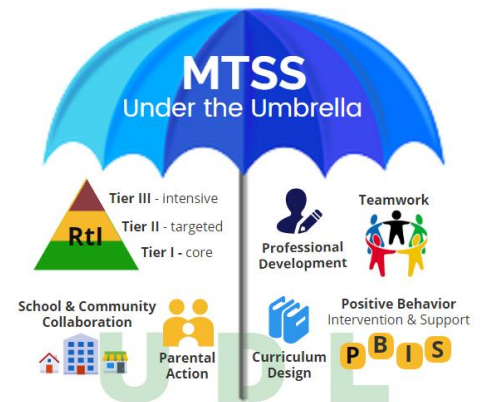 MTSS
Under the Umbrella
RtI
Tier III - intensive
Tier II - targeted
Tier I - core
Professional
Development
Teamwork
School & Community
Collaboration
Parental
Action
Curriculum
Design
Positive Behavior
Intervention & Support
P B I S
UDL